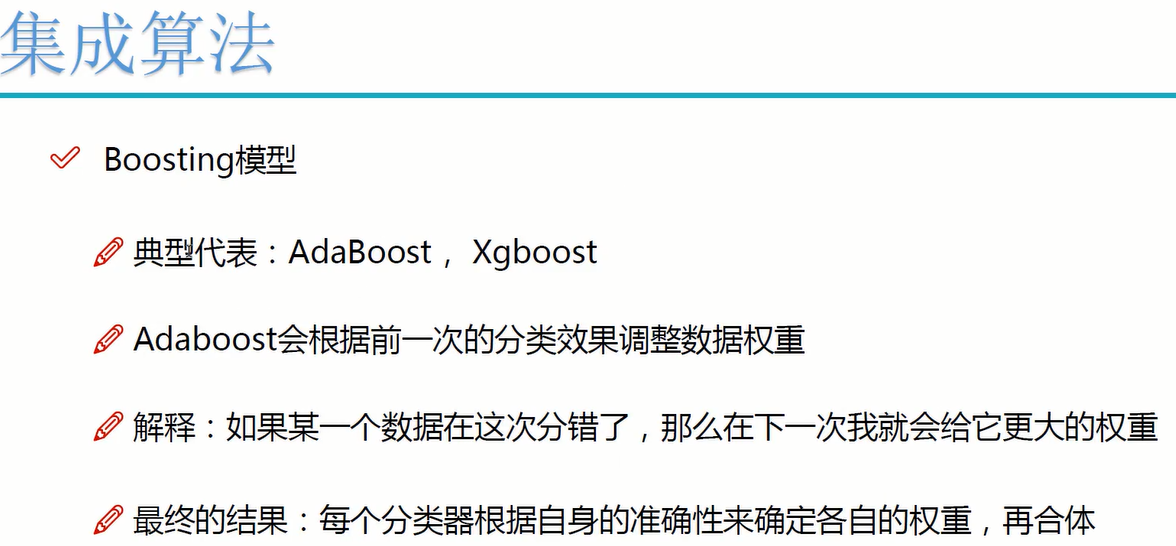 集成算法
Boosting模型
典型代表：AdaBoost， Xgboost
Adaboost会根据前一次的分类效果调整数据权重
解释：如果某一个数据在这次分错了，那么在下一次我就会给它更大的权重
最终的结果：每个分类器根据自身的准确性来确定各自的权重，再合体